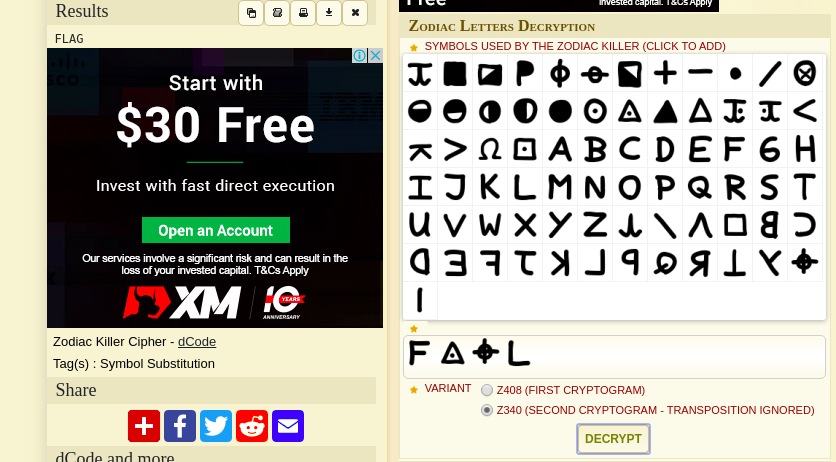 Results
FLAG
Start with
$30 Free
Invest with fast direct execution
Open an Account
Our services involve a significant risk and can result in the
loss of your invested capital. T&Cs Apply
XM
10 YEARS
ANNIVERSARY
Zodiac Killer Cipher - dCode
Tag(s) : Symbol Substitution
Share
dCode and more
Free
invested capital. T&Cs Apply
Zodiac Letters Decryption
SYMBOLS USED BY THE ZODIAC KILLER (CLICK TO ADD)
VARIANT
Z408 (FIRST CRYPTOGRAM)
Z340 (SECOND CRYPTOGRAM - TRANSPOSITION IGNORED)
DECRYPT